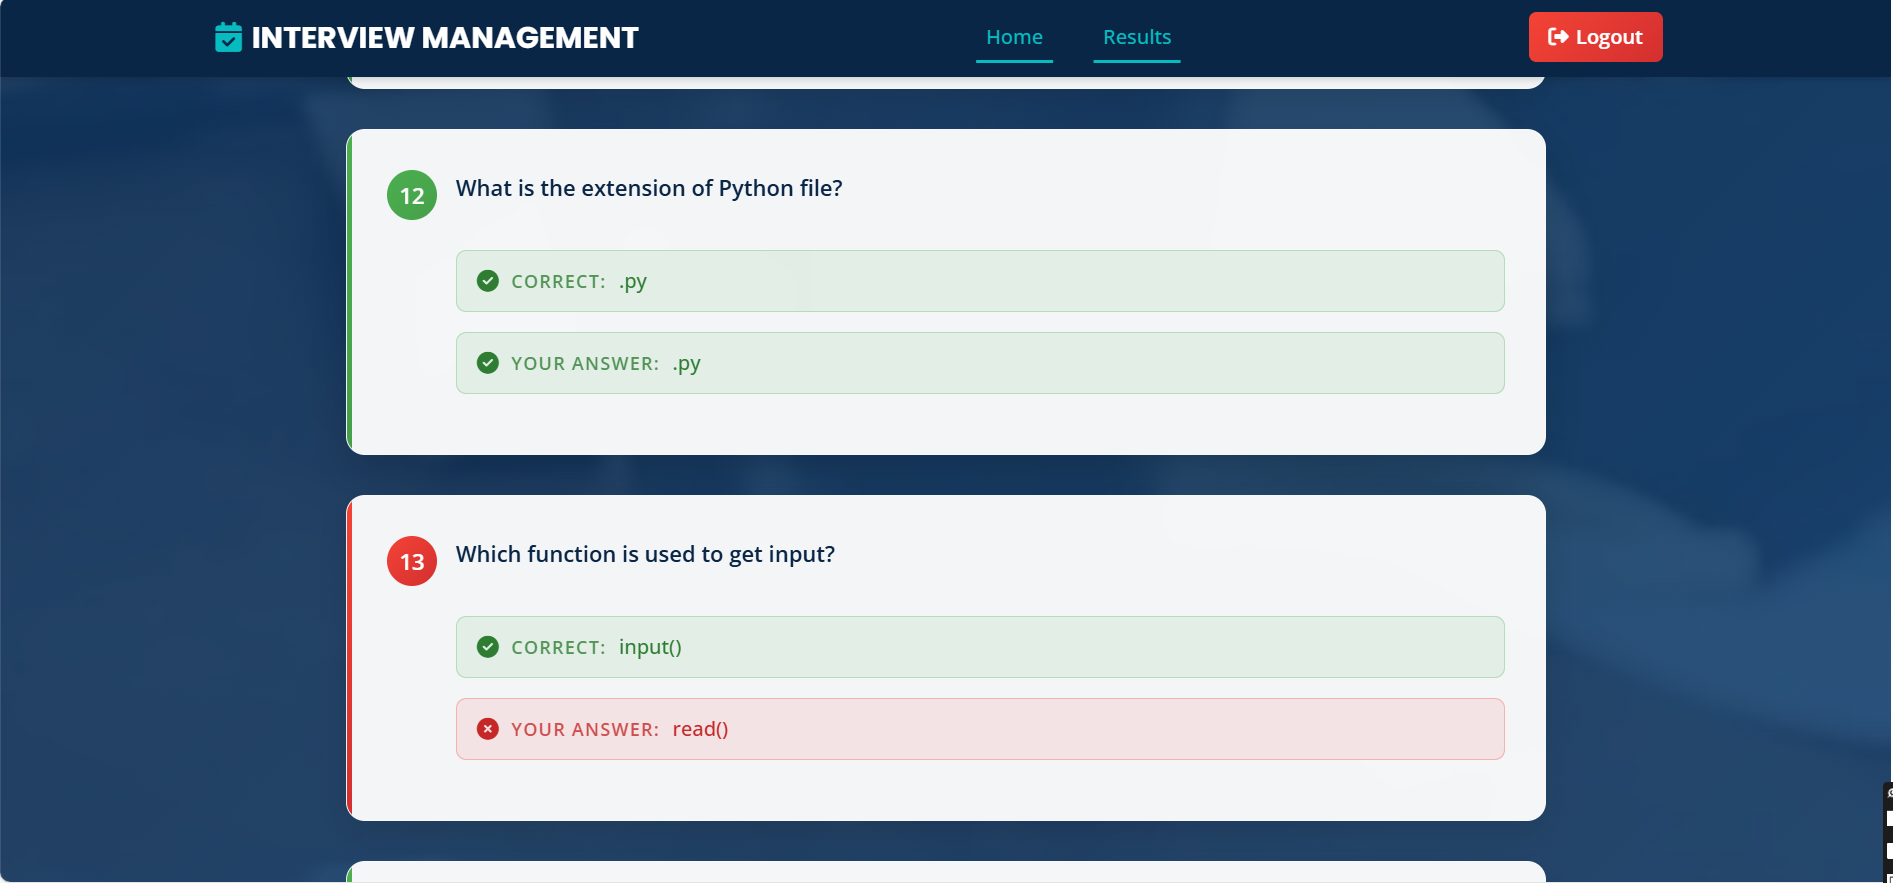 INTERVIEW MANAGEMENT
Home
Results
Logout
12
What is the extension of Python file?
CORRECT: .py
YOUR ANSWER: .py
13
Which function is used to get input?
CORRECT: input()
YOUR ANSWER: read()